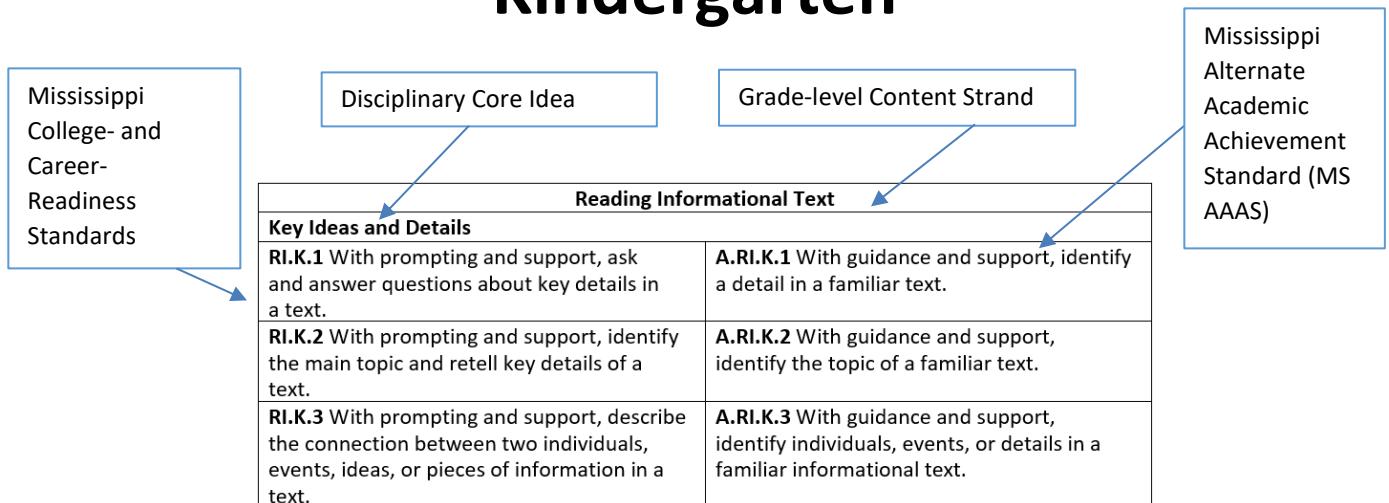 Kindergarten
Mississippi
College- and
Career-
Readiness
Standards
Disciplinary Core Idea
Grade-level Content Strand
Mississippi
Alternate
Academic
Achievement
Standard (MS
AAAS)
Reading Informational Text
Key Ideas and Details
RI.K.1 With prompting and support, ask
and answer questions about key details in
a text.
A.RI.K.1 With guidance and support, identify
a detail in a familiar text.
RI.K.2 With prompting and support, identify
the main topic and retell key details of a
text.
A.RI.K.2 With guidance and support,
identify the topic of a familiar text.
RI.K.3 With prompting and support, describe
the connection between two individuals,
events, ideas, or pieces of information in a
text.
A.RI.K.3 With guidance and support,
identify individuals, events, or details in a
familiar informational text.